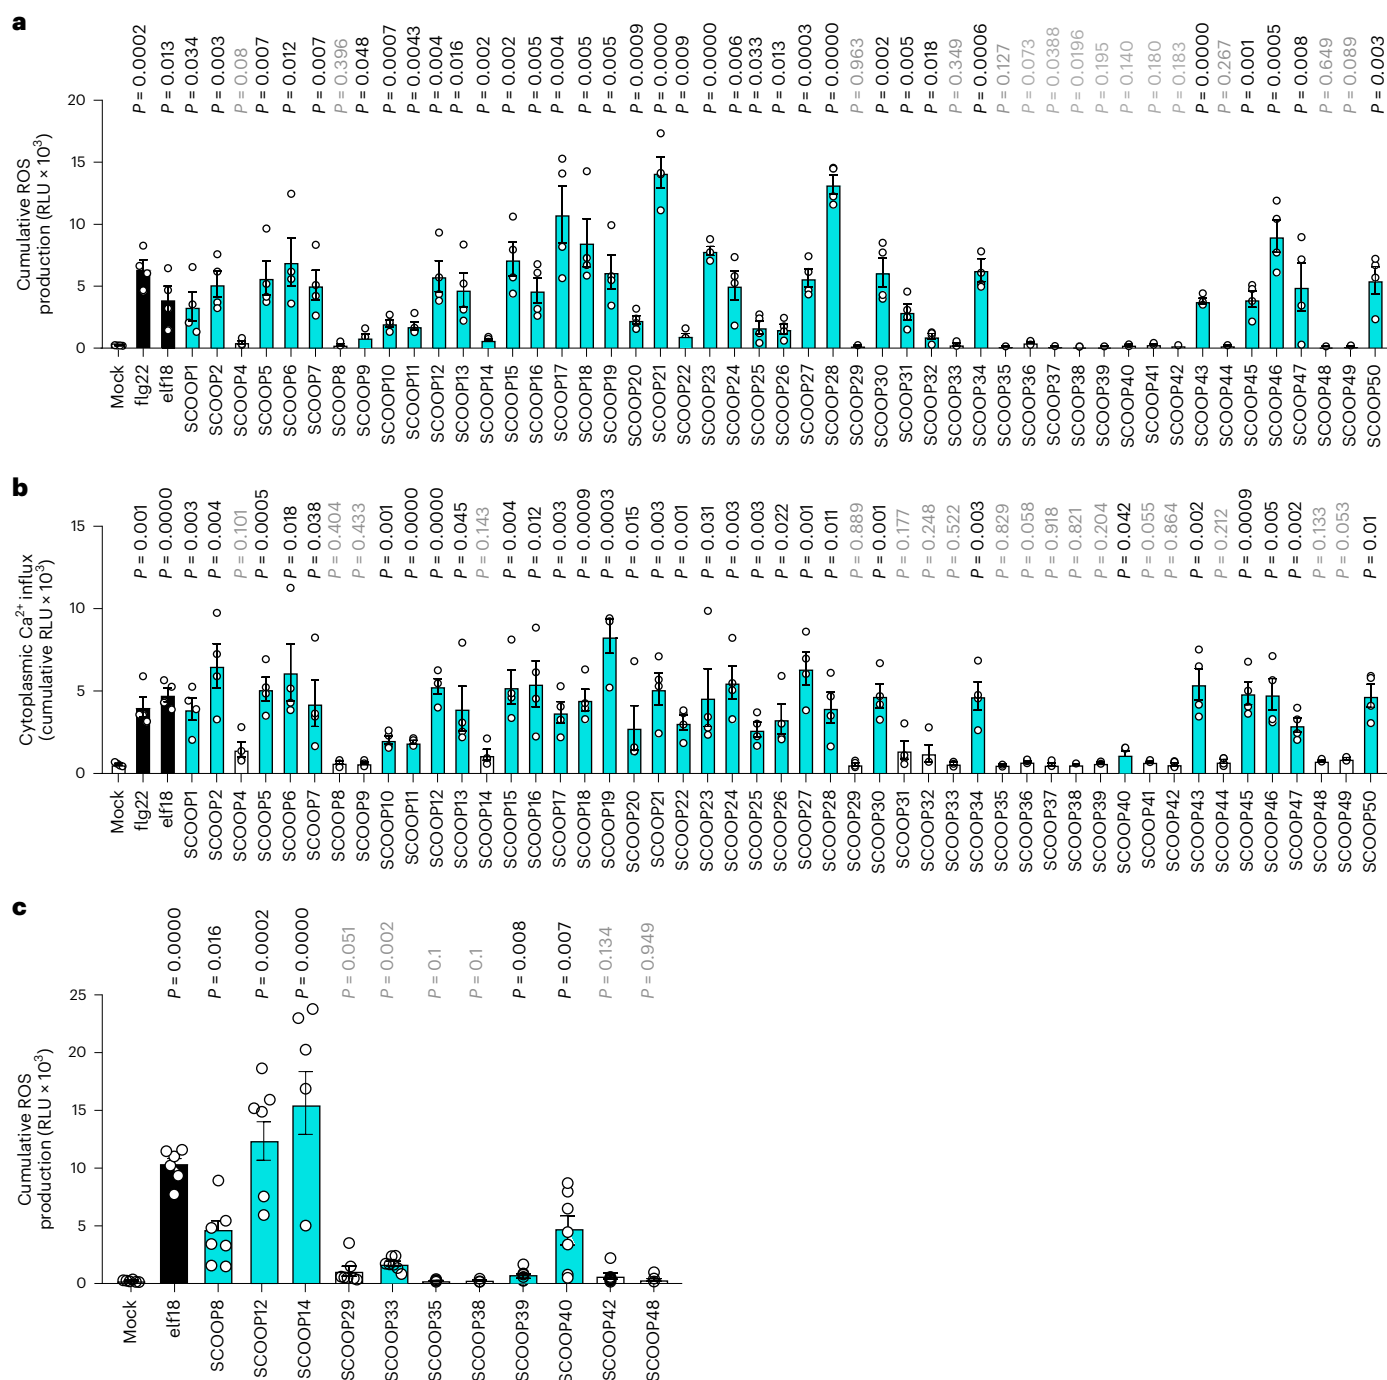 a
P = 0.0002 P = 0.013 P = 0.034 P = 0.003 P = 0.08 P = 0.007 P = 0.012 P = 0.007 P = 0.396 P = 0.048 P = 0.0007 P = 0.0043 P = 0.004 P = 0.016 P = 0.002 P = 0.002 P = 0.005 P = 0.004 P = 0.005 P = 0.005 P = 0.0009 P = 0.0000 P = 0.009 P = 0.0000 P = 0.006 P = 0.033 P = 0.013 P = 0.0003 P = 0.0000 P = 0.963 P = 0.002 P = 0.005 P = 0.018 P = 0.349 P = 0.0006 P = 0.127 P = 0.073 P = 0.0388 P = 0.0196 P = 0.195 P = 0.140 P = 0.180 P = 0.183 P = 0.0000 P = 0.267 P = 0.001 P = 0.0005 P = 0.008 P = 0.649 P = 0.089 P = 0.003
Cumulative ROS
production (RLU × 10³)
20
15
10
5
0
Mock flg22 elf18 SCOOP1 SCOOP2 SCOOP4 SCOOP5 SCOOP6 SCOOP7 SCOOP8 SCOOP9 SCOOP10 SCOOP11 SCOOP12 SCOOP13 SCOOP14 SCOOP15 SCOOP16 SCOOP17 SCOOP18 SCOOP19 SCOOP20 SCOOP21 SCOOP22 SCOOP23 SCOOP24 SCOOP25 SCOOP26 SCOOP27 SCOOP28 SCOOP29 SCOOP30 SCOOP31 SCOOP32 SCOOP33 SCOOP34 SCOOP35 SCOOP36 SCOOP37 SCOOP38 SCOOP39 SCOOP40 SCOOP41 SCOOP42 SCOOP43 SCOOP44 SCOOP45 SCOOP46 SCOOP47 SCOOP48 SCOOP49 SCOOP50
b
P = 0.001 P = 0.0000 P = 0.003 P = 0.004 P = 0.101 P = 0.0005 P = 0.018 P = 0.038 P = 0.404 P = 0.433 P = 0.001 P = 0.0000 P = 0.0000 P = 0.045 P = 0.143 P = 0.004 P = 0.012 P = 0.003 P = 0.0009 P = 0.0003 P = 0.015 P = 0.003 P = 0.001 P = 0.031 P = 0.003 P = 0.003 P = 0.022 P = 0.001 P = 0.011 P = 0.889 P = 0.001 P = 0.177 P = 0.248 P = 0.522 P = 0.003 P = 0.829 P = 0.058 P = 0.918 P = 0.821 P = 0.204 P = 0.042 P = 0.055 P = 0.864 P = 0.002 P = 0.212 P = 0.0009 P = 0.005 P = 0.002 P = 0.133 P = 0.053 P = 0.01
Cytoplasmic Ca²⁺ influx
(cumulative RLU × 10³)
15
10
5
0
Mock flg22 elf18 SCOOP1 SCOOP2 SCOOP4 SCOOP5 SCOOP6 SCOOP7 SCOOP8 SCOOP9 SCOOP10 SCOOP11 SCOOP12 SCOOP13 SCOOP14 SCOOP15 SCOOP16 SCOOP17 SCOOP18 SCOOP19 SCOOP20 SCOOP21 SCOOP22 SCOOP23 SCOOP24 SCOOP25 SCOOP26 SCOOP27 SCOOP28 SCOOP29 SCOOP30 SCOOP31 SCOOP32 SCOOP33 SCOOP34 SCOOP35 SCOOP36 SCOOP37 SCOOP38 SCOOP39 SCOOP40 SCOOP41 SCOOP42 SCOOP43 SCOOP44 SCOOP45 SCOOP46 SCOOP47 SCOOP48 SCOOP49 SCOOP50
c
P = 0.0000 P = 0.016 P = 0.0002 P = 0.0000 P = 0.051 P = 0.002 P = 0.1 P = 0.1 P = 0.008 P = 0.007 P = 0.134 P = 0.949
Cumulative ROS
production (RLU × 10³)
25
20
15
10
5
0
Mock elf18 SCOOP8 SCOOP12 SCOOP14 SCOOP29 SCOOP33 SCOOP35 SCOOP38 SCOOP39 SCOOP40 SCOOP42 SCOOP48